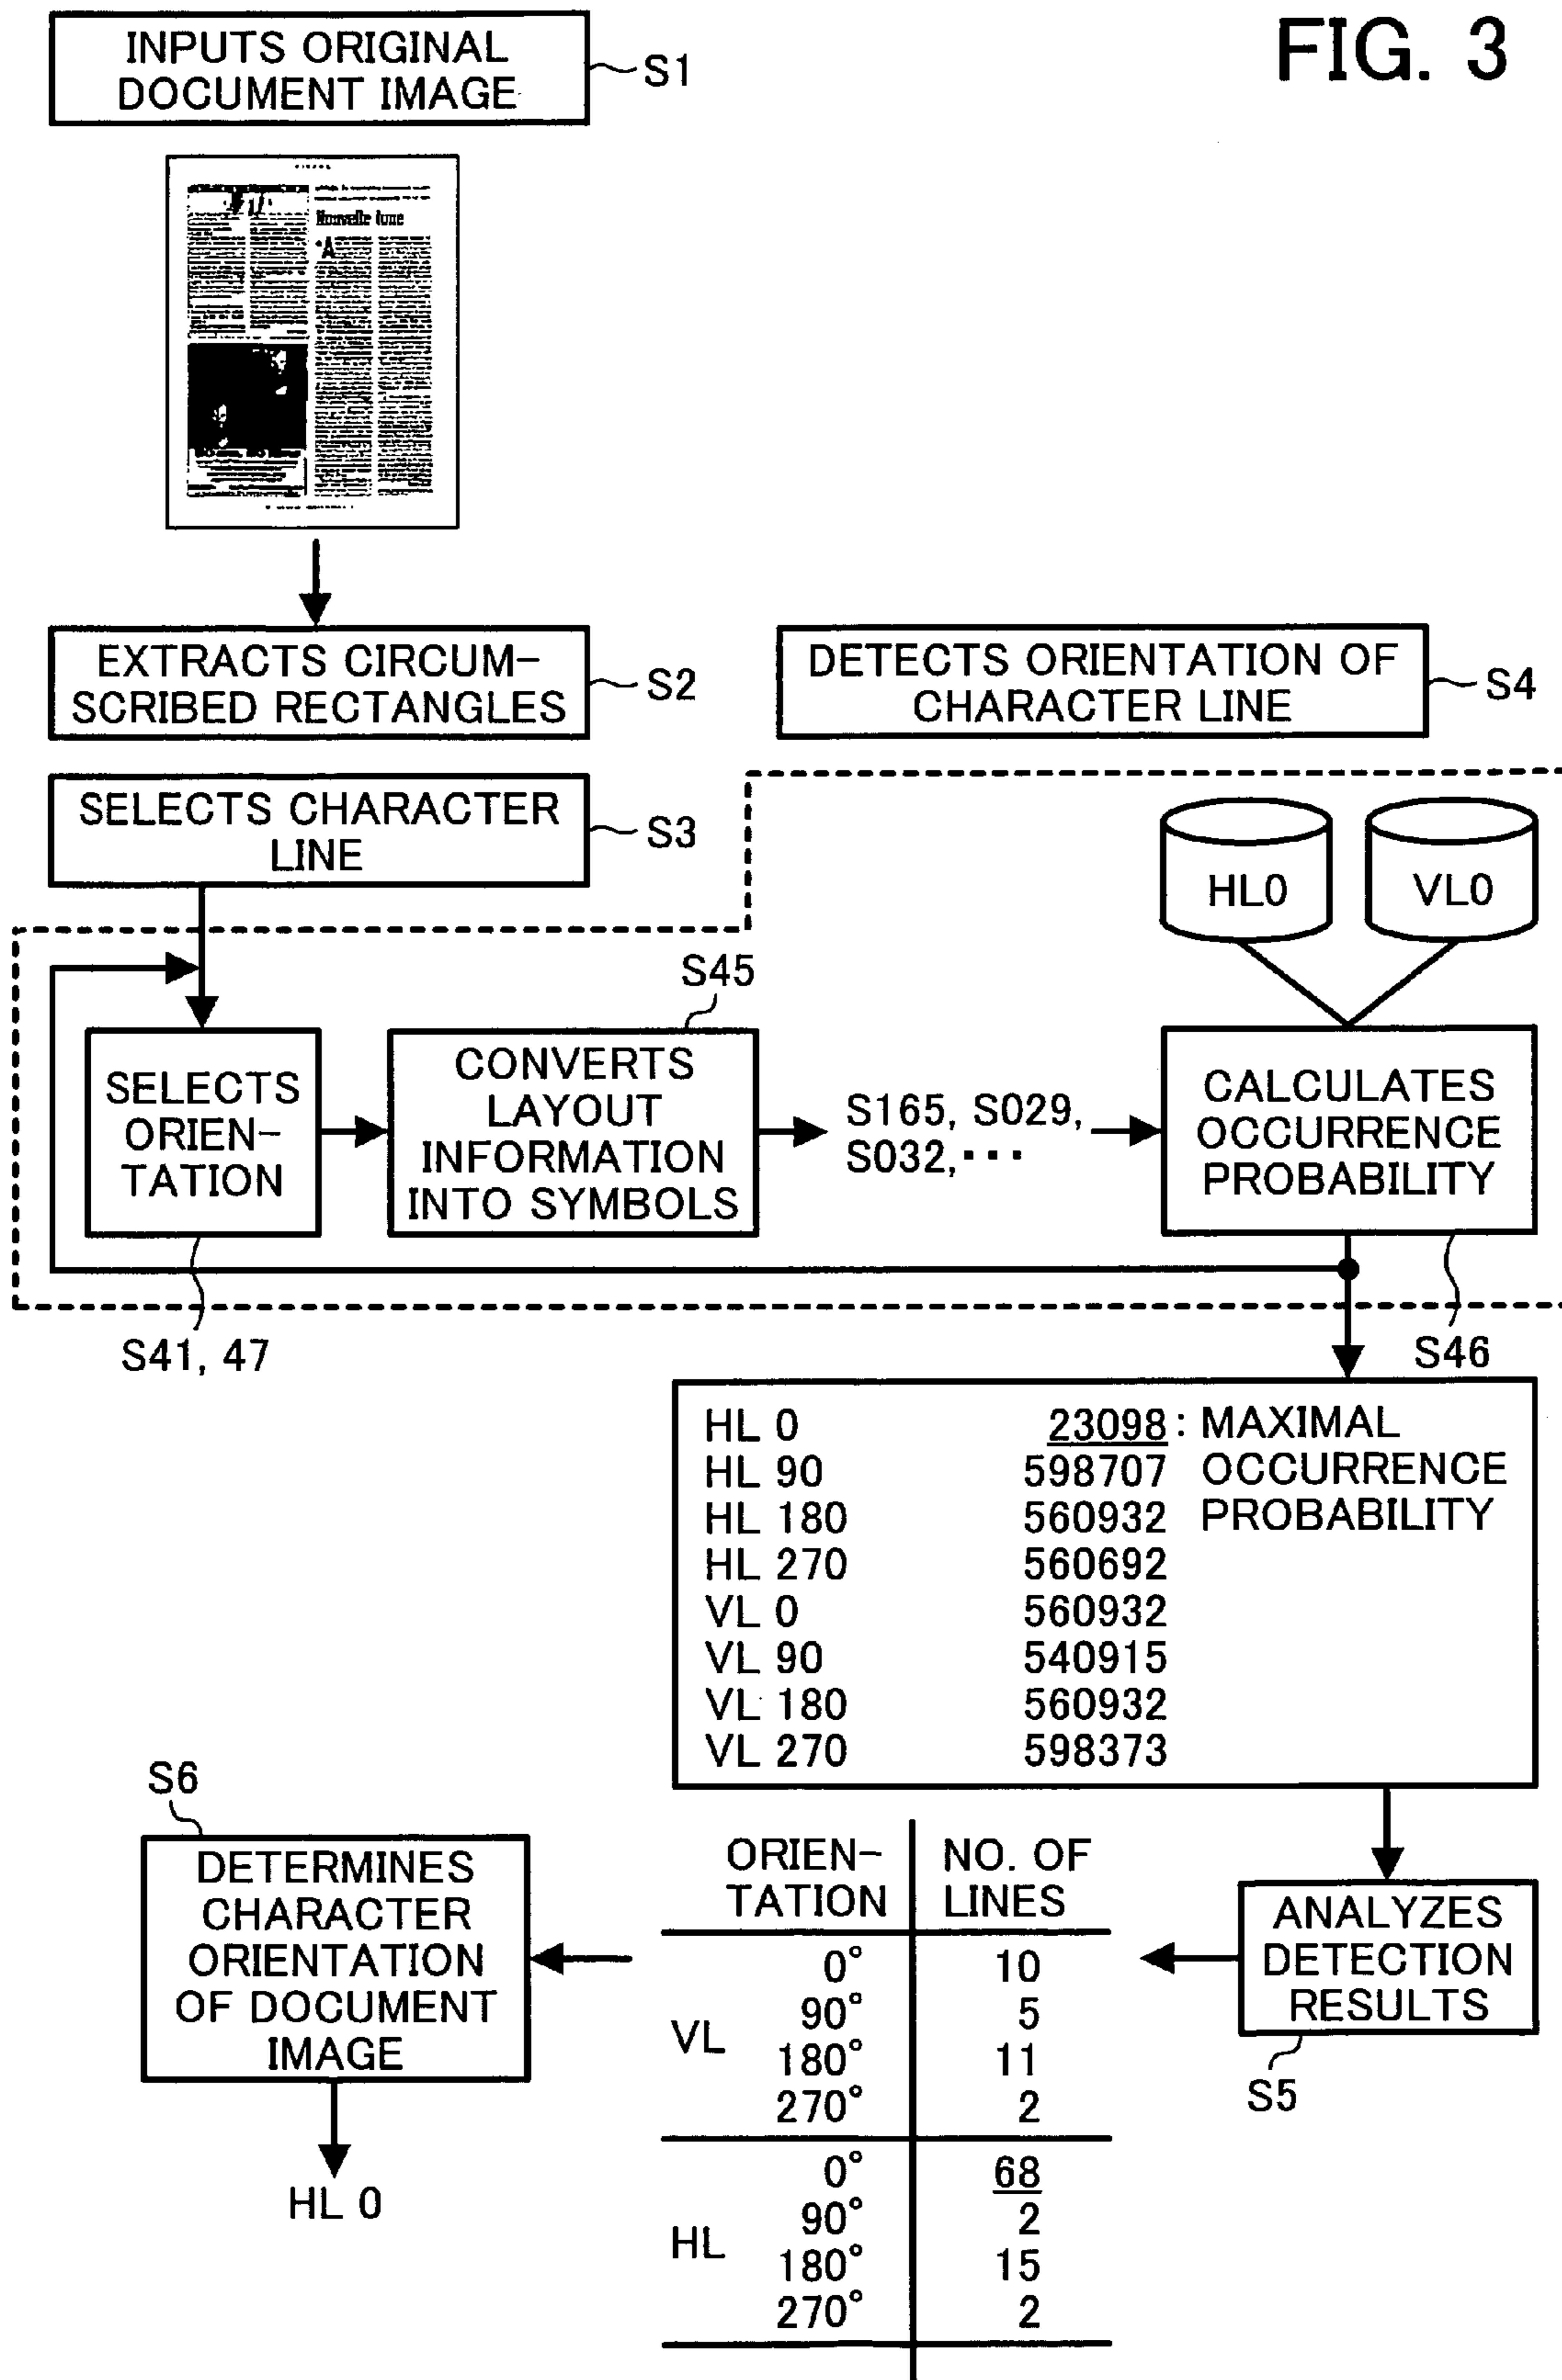 FIG. 3
INPUTS ORIGINAL
DOCUMENT IMAGE
S1
Nouvelle lune
EXTRACTS CIRCUM-
SCRIBED RECTANGLES
S2
DETECTS ORIENTATION OF
CHARACTER LINE
S4
SELECTS CHARACTER
LINE
S3
HL0
VL0
S45
SELECTS
ORIEN-
TATION
CONVERTS
LAYOUT
INFORMATION
INTO SYMBOLS
S165, S029,
S032,•••
CALCULATES
OCCURRENCE
PROBABILITY
S41, 47
S46
HL 0 23098 : MAXIMAL
HL 90 598707 OCCURRENCE
HL 180 560932 PROBABILITY
HL 270 560692
VL 0 560932
VL 90 540915
VL 180 560932
VL 270 598373
S6
DETERMINES
CHARACTER
ORIENTATION
OF DOCUMENT
IMAGE
HL 0
ORIEN-
TATION
NO. OF
LINES
VL
0° 10
90° 5
180° 11
270° 2
HL
0° 68
90° 2
180° 15
270° 2
ANALYZES
DETECTION
RESULTS
S5